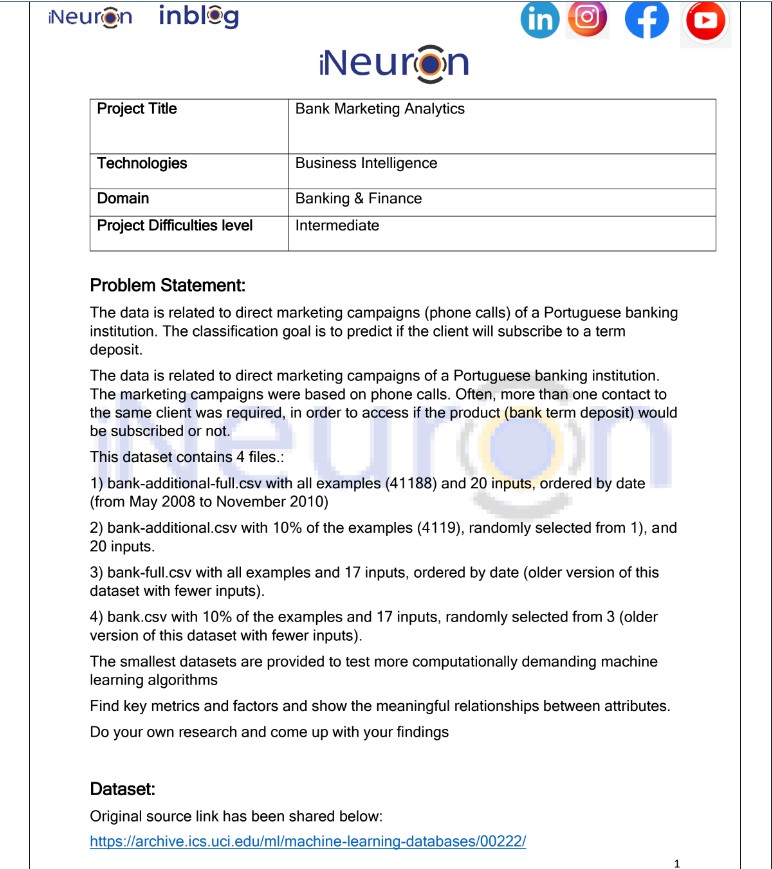 iNeuron inblog
in
iNeuron
Project Title Bank Marketing Analytics
Technologies Business Intelligence
Domain Banking & Finance
Project Difficulties level Intermediate
Problem Statement:
The data is related to direct marketing campaigns (phone calls) of a Portuguese banking
institution. The classification goal is to predict if the client will subscribe to a term
deposit.
The data is related to direct marketing campaigns of a Portuguese banking institution.
The marketing campaigns were based on phone calls. Often, more than one contact to
the same client was required, in order to access if the product (bank term deposit) would
be subscribed or not.
iNeuron
This dataset contains 4 files.:
1) bank-additional-full.csv with all examples (41188) and 20 inputs, ordered by date
(from May 2008 to November 2010)
2) bank-additional.csv with 10% of the examples (4119), randomly selected from 1), and
20 inputs.
3) bank-full.csv with all examples and 17 inputs, ordered by date (older version of this
dataset with fewer inputs).
4) bank.csv with 10% of the examples and 17 inputs, randomly selected from 3 (older
version of this dataset with fewer inputs).
The smallest datasets are provided to test more computationally demanding machine
learning algorithms
Find key metrics and factors and show the meaningful relationships between attributes.
Do your own research and come up with your findings
Dataset:
Original source link has been shared below:
https://archive.ics.uci.edu/ml/machine-learning-databases/00222/
1